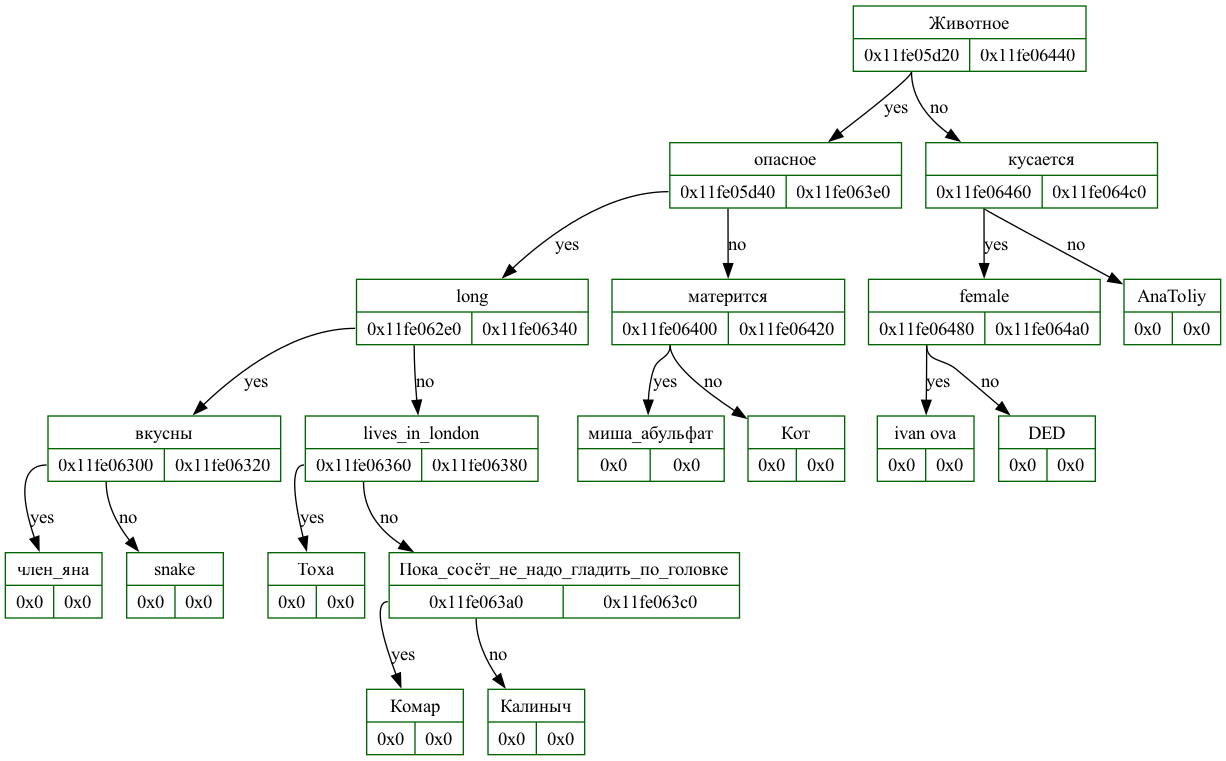 Животное
0x11fe05d20 0x11fe06440
yes no
опасное кусается
0x11fe05d40 0x11fe063e0 0x11fe06460 0x11fe064c0
yes no yes no
long матерится female AnaToliy
0x11fe062e0 0x11fe06340 0x11fe06400 0x11fe06420 0x11fe06480 0x11fe064a0 0x0 0x0
yes no yes no yes no
вкусны lives_in_london миша_абульфат Кот ivan ova DED
0x11fe06300 0x11fe06320 0x11fe06360 0x11fe06380 0x0 0x0 0x0 0x0 0x0 0x0 0x0 0x0
yes no yes no
член_яна snake Тоха Пока_сосёт_не_надо_гладить_по_головке
0x0 0x0 0x0 0x0 0x0 0x0 0x11fe063a0 0x11fe063c0
yes no
Комар Калиныч
0x0 0x0 0x0 0x0